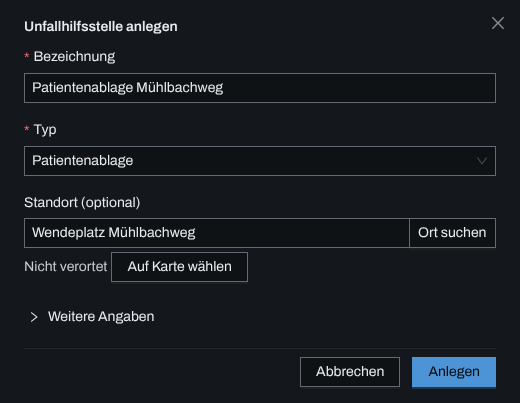 Unfallhilfsstelle anlegen
* Bezeichnung
Patientenablage Mühlbachweg
* Typ
Patientenablage
Standort (optional)
Wendeplatz Mühlbachweg
Ort suchen
Nicht verortet
Auf Karte wählen
Weitere Angaben
Abbrechen
Anlegen